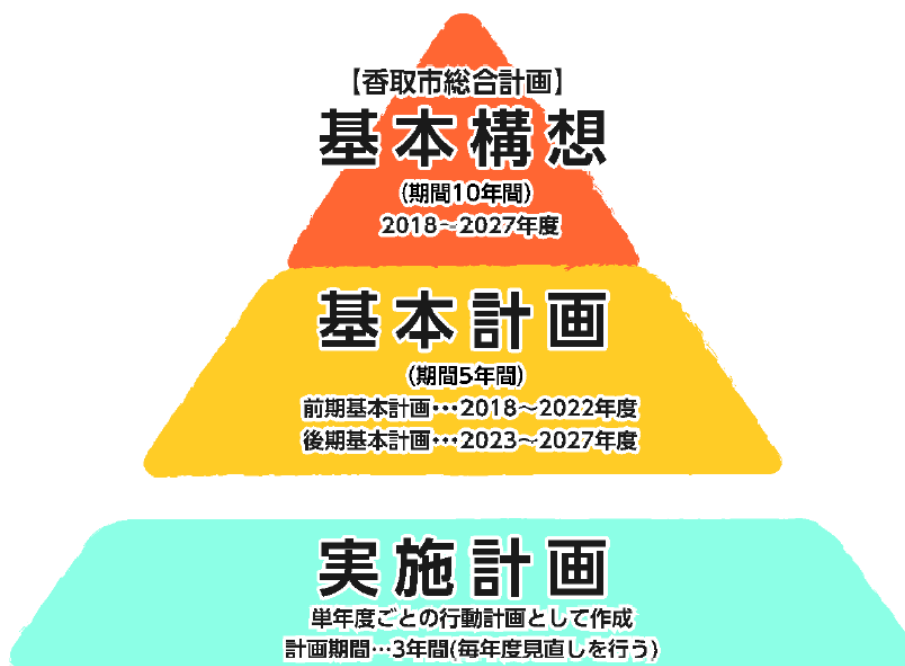 【香取市総合計画】
基本構想
(期間10年間)
2018～2027年度
基本計画
(期間5年間)
前期基本計画…2018～2022年度
後期基本計画…2023～2027年度
実施計画
単年度ごとの行動計画として作成
計画期間…3年間(毎年度見直しを行う)